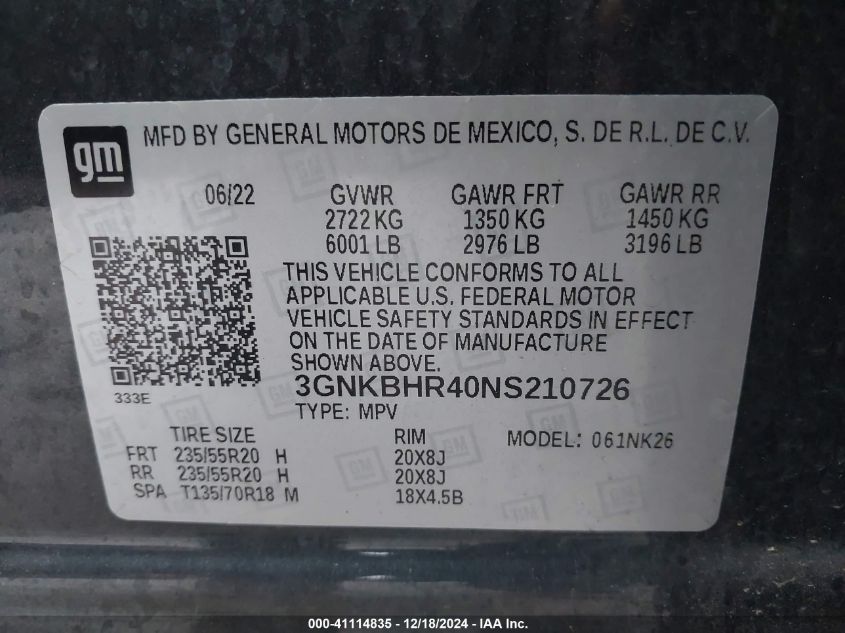 gm MFD BY GENERAL MOTORS DE MEXICO, S. DE R.L. DE C.V.
06/22 GVWR GAWR FRT GAWR RR
2722 KG 1350 KG 1450 KG
6001 LB 2976 LB 3196 LB
THIS VEHICLE CONFORMS TO ALL
APPLICABLE U.S. FEDERAL MOTOR
VEHICLE SAFETY STANDARDS IN EFFECT
ON THE DATE OF MANUFACTURE
SHOWN ABOVE.
3GNKBHR40NS210726
333E
TYPE: MPV
TIRE SIZE RIM MODEL: 061NK26
FRT 235/55R20 H 20X8J
RR 235/55R20 H 20X8J
SPA T135/70R18 M 18X4.5B
000-41114835 - 12/18/2024 - IAA Inc.